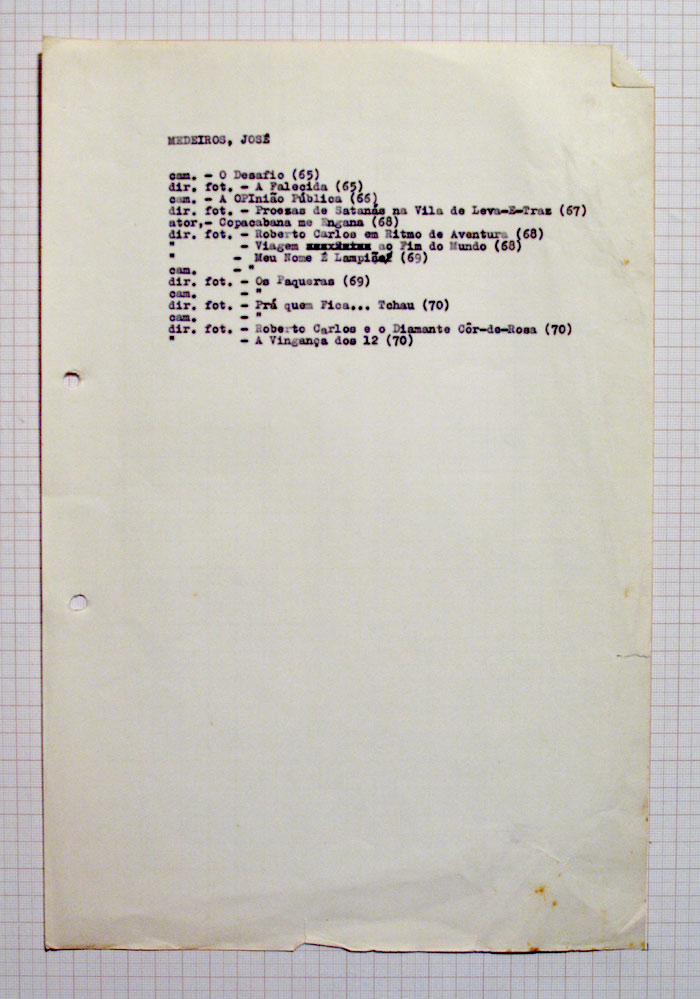 MEDEIROS, JOSÉ
cam. - O Desafio (65)
dir. fot. - A Falecida (65)
cam. - A OPInião Pública (66)
dir. fot. - Proezas de Satanás na Vila de Leva-E-Traz (67)
ator,- Copacabana me Engana (68)
dir. fot. - Roberto Carlos em Ritmo de Aventura (68)
" - Viagem ao Fim do Mundo (68)
" - Meu Nome É Lampião (69)
cam. - "
dir. fot. - Os Paqueras (69)
cam. - "
dir. fot. - Prá quem Fica... Tchau (70)
cam. - "
dir. fot. - Roberto Carlos e o Diamante Côr-de-Rosa (70)
" - A Vingança dos 12 (70)